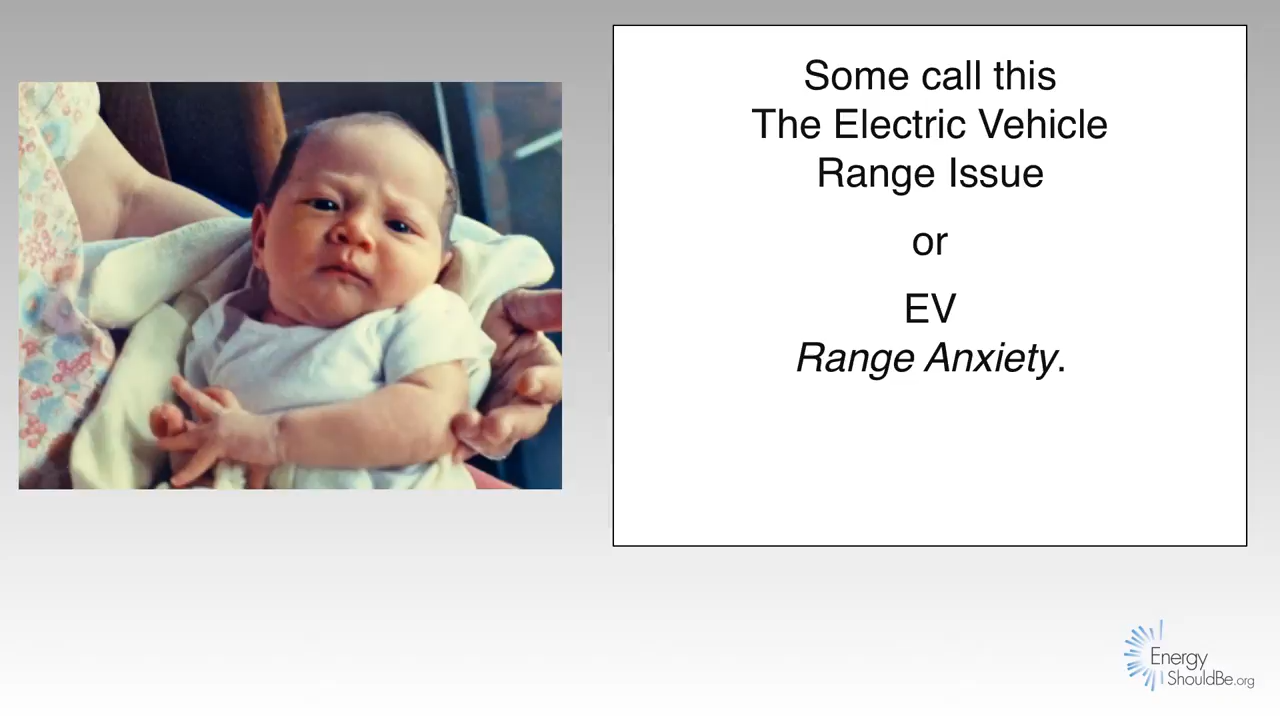 Some call this
The Electric Vehicle
Range Issue
or
EV
Range Anxiety.
Energy
ShouldBe.org